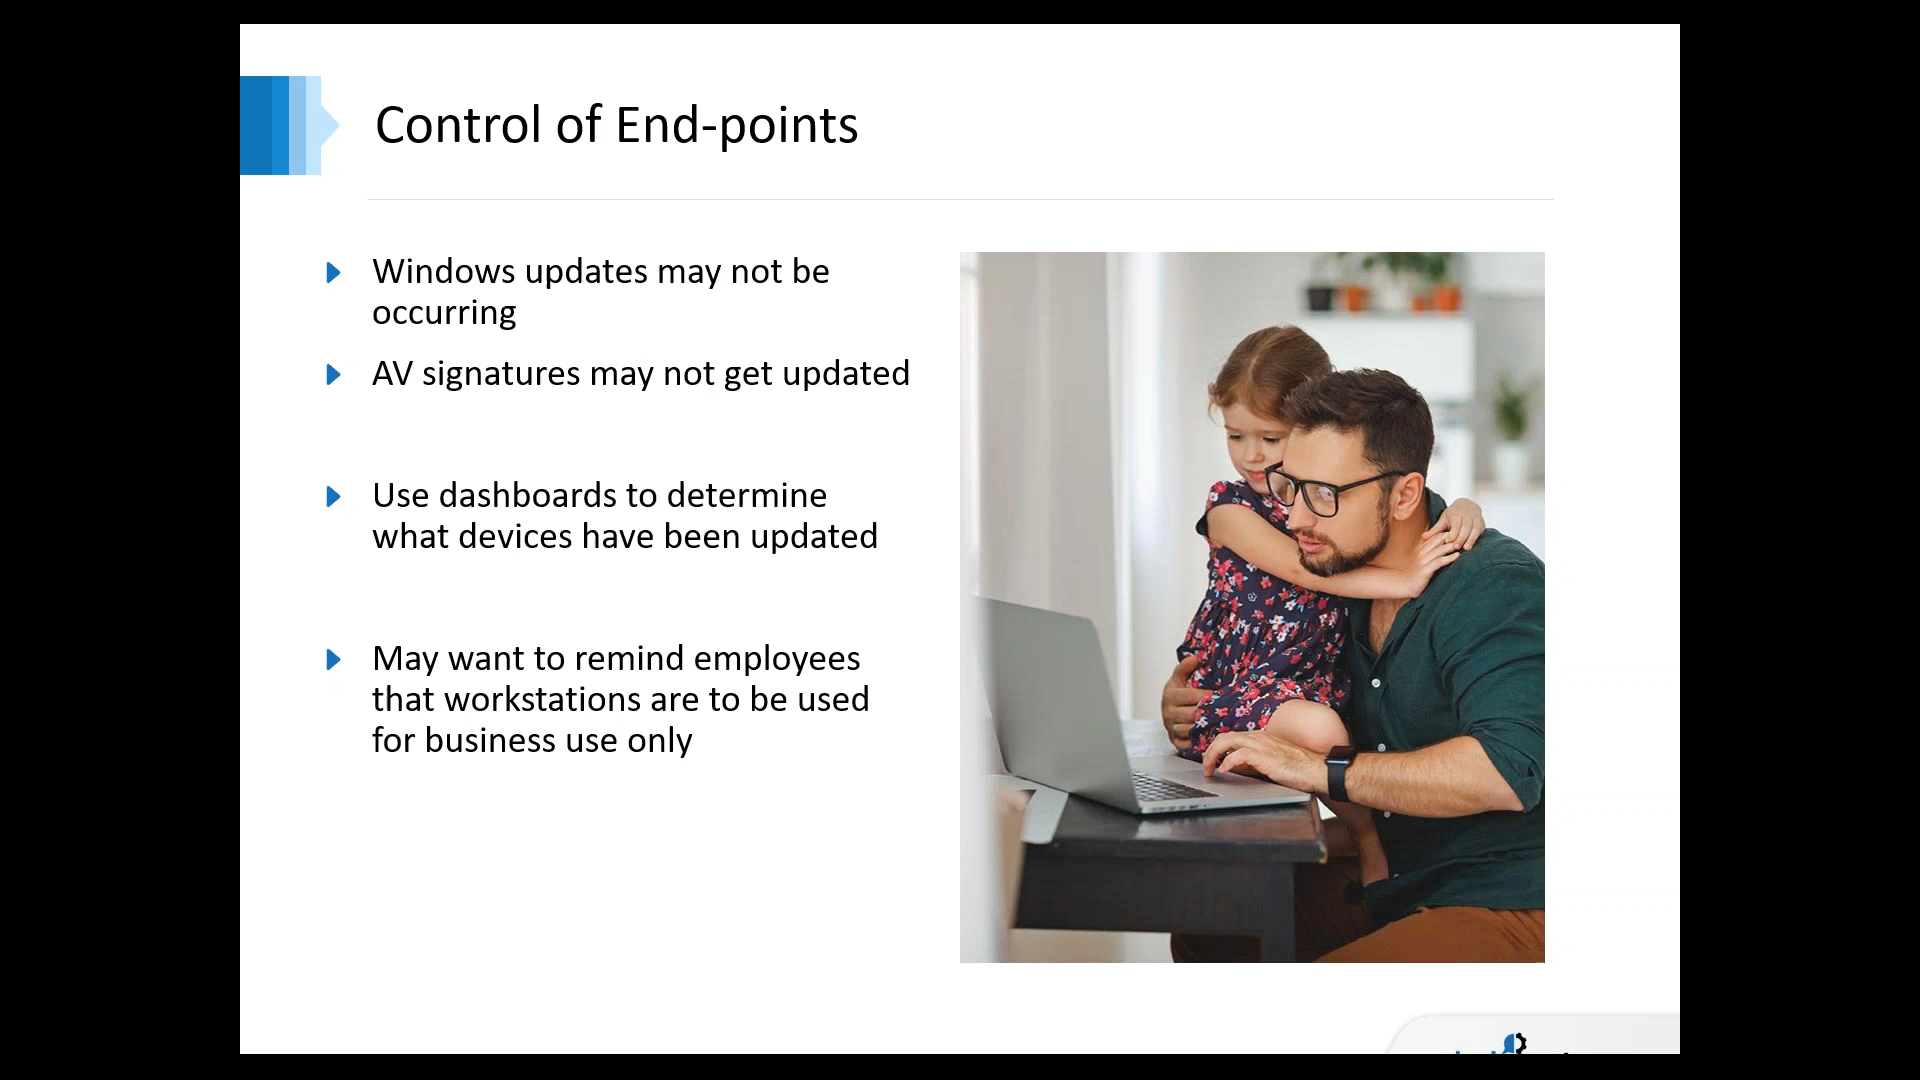 Control of End-points
Windows updates may not be
occurring
AV signatures may not get updated
Use dashboards to determine
what devices have been updated
May want to remind employees
that workstations are to be used
for business use only